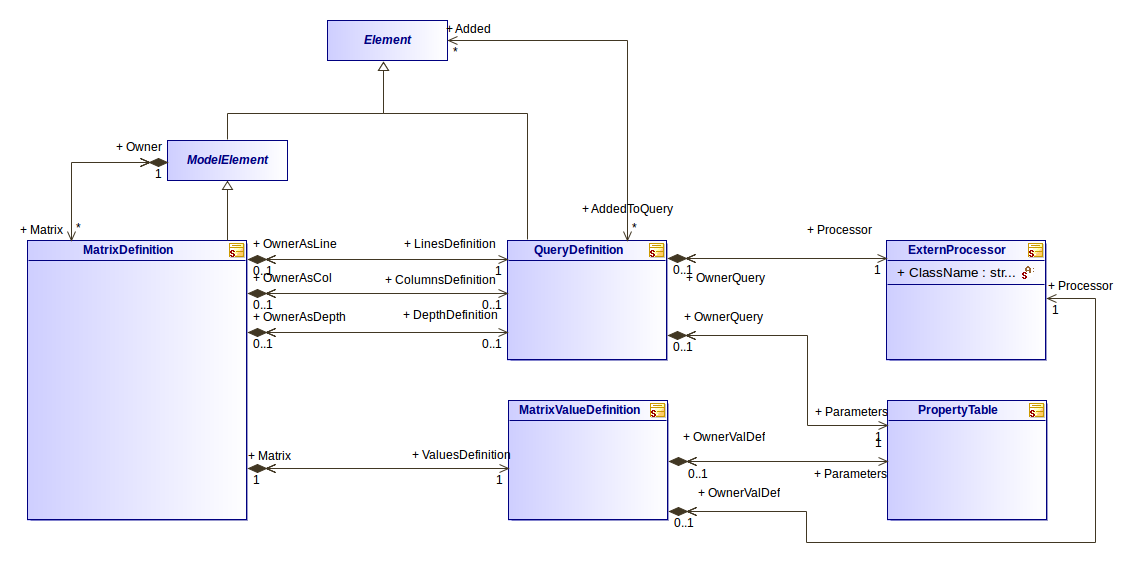 + Added
Element
*
+ Owner
ModelElement
1
+ AddedToQuery
+ Matrix
*
*
+ Processor
MatrixDefinition
+ OwnerAsLine
+ LinesDefinition
QueryDefinition
ExternProcessor
0..1
1
0..1
+ OwnerQuery
1
+ ClassName : str...
+ OwnerAsCol
+ ColumnsDefinition
+ Processor
0..1
0..1
1
+ OwnerAsDepth
+ DepthDefinition
+ OwnerQuery
0..1
0..1
0..1
MatrixValueDefinition
PropertyTable
+ Parameters
1
+ OwnerValDef
1
+ Matrix
+ ValuesDefinition
0..1
+ Parameters
1
1
+ OwnerValDef
0..1